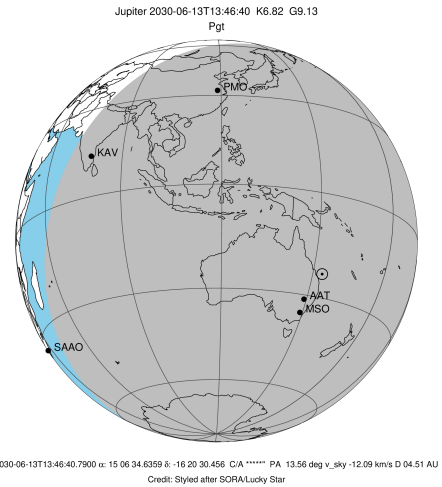 Jupiter 2030-06-13T13:46:40 K6.82 G9.13
Pgt
PMO
KAV
AAT
MSO
SAAO
030-06-13T13:46:40.7900 α: 15 06 34.6359 δ: -16 20 30.456 C/A *****" PA 13.56 deg v_sky -12.09 km/s D 04.51 AU
Credit: Styled after SORA/Lucky Star